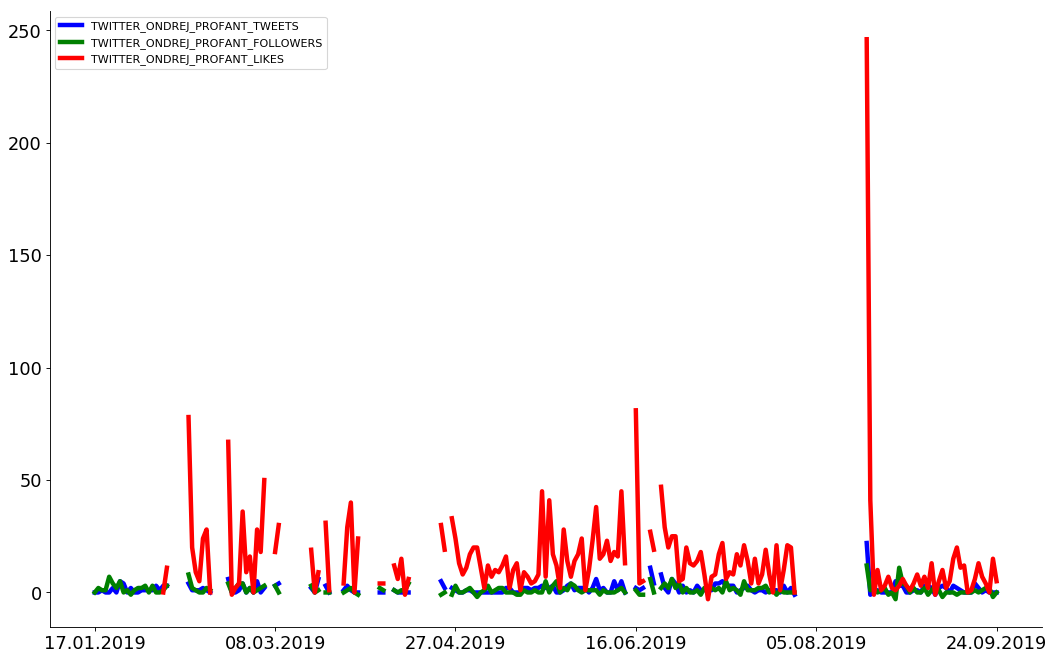 TWITTER_ONDREJ_PROFANT_TWEETS
TWITTER_ONDREJ_PROFANT_FOLLOWERS
TWITTER_ONDREJ_PROFANT_LIKES
250
200
150
100
50
0
17.01.2019 08.03.2019 27.04.2019 16.06.2019 05.08.2019 24.09.2019